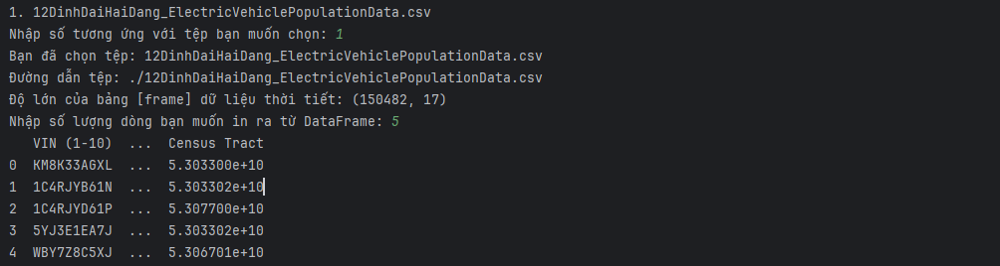 1. 12DinhDaiHaiDang_ElectricVehiclePopulationData.csv
Nhập số tương ứng với tệp bạn muốn chọn: 1
Bạn đã chọn tệp: 12DinhDaiHaiDang_ElectricVehiclePopulationData.csv
Đường dẫn tệp: ./12DinhDaiHaiDang_ElectricVehiclePopulationData.csv
Độ lớn của bảng [frame] dữ liệu thời tiết: (150482, 17)
Nhập số lượng dòng bạn muốn in ra từ DataFrame: 5
   VIN (1-10)  ...  Census Tract
0  KM8K33AGXL  ...  5.303300e+10
1  1C4RJYB61N  ...  5.303302e+10
2  1C4RJYD61P  ...  5.307700e+10
3  5YJ3E1EA7J  ...  5.303302e+10
4  WBY7Z8C5XJ  ...  5.306701e+10